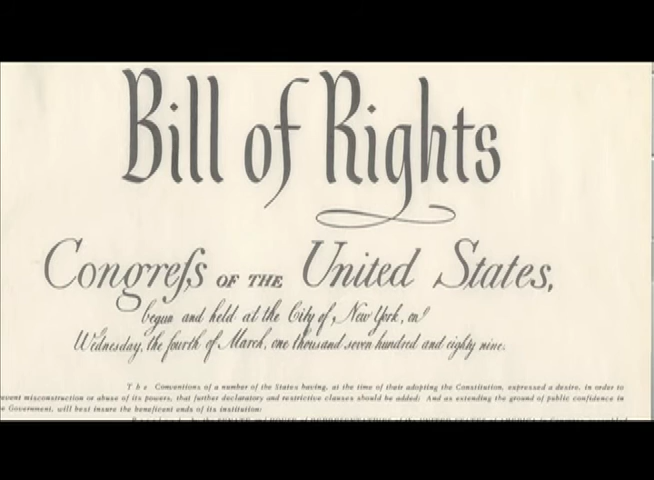 Bill of Rights
Congreſs OF THE United States,
begun and held at the City of New York, on
Wednesday, the fourth of March, one thousand seven hundred and eighty nine.
The Conventions of a number of the States having, at the time of their adopting the Constitution, expressed a desire, in order to
event misconstruction or abuse of its powers, that further declaratory and restrictive clauses should be added: And as extending the ground of public confidence in
e Government, will best insure the beneficent ends of its institution: